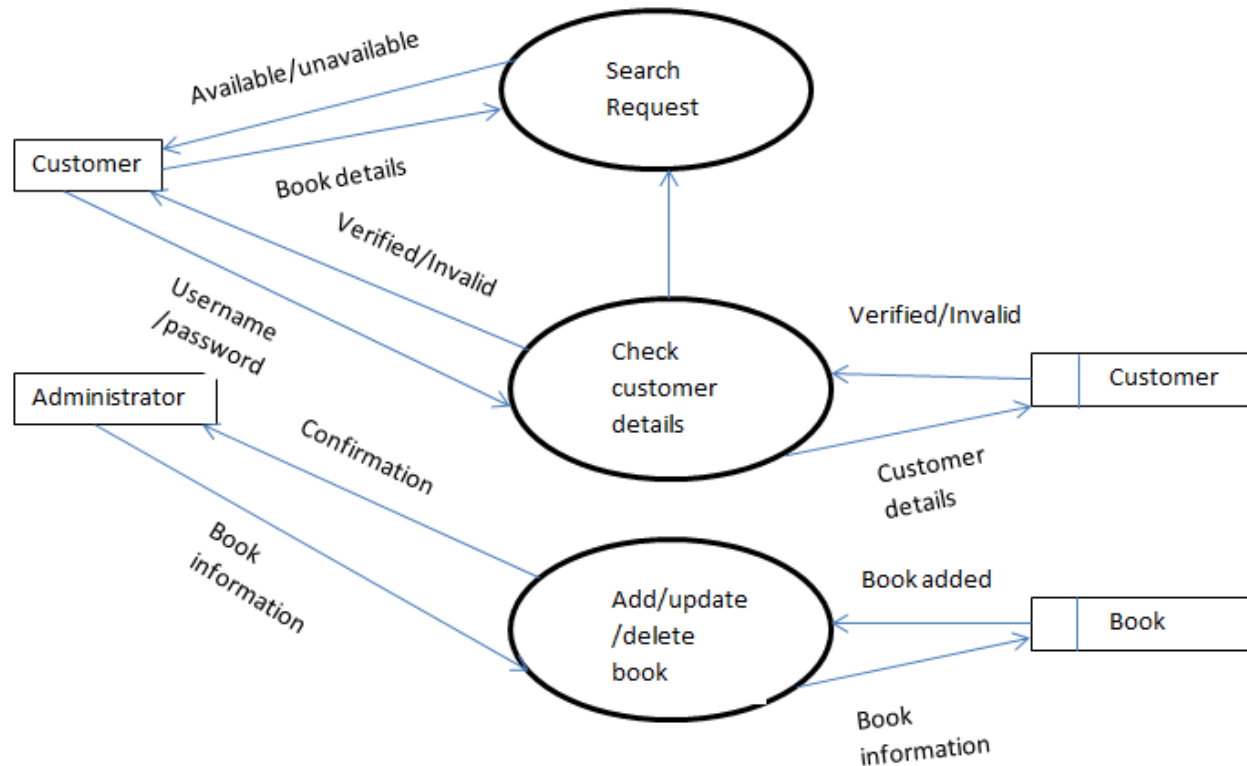 Available/unavailable
Search
Request
Customer
Book details
Verified/Invalid
Username
/password
Verified/Invalid
Check
customer
details
Customer
Administrator
Confirmation
Customer
details
Book
information
Book added
Add/update
/delete
book
Book
Book
information